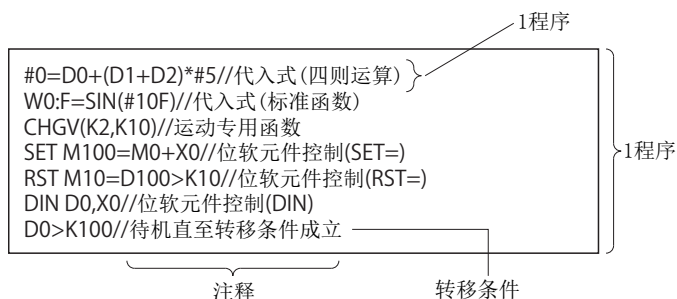 1程序
#0=D0+(D1+D2)*#5//代入式(四则运算)
W0:F=SIN(#10F)//代入式(标准函数)
CHGV(K2,K10)//运动专用函数
SET M100=M0+X0//位软元件控制(SET=)
RST M10=D100>K10//位软元件控制(RST=)
DIN D0,X0//位软元件控制(DIN)
D0>K100//待机直至转移条件成立
1程序
注释
转移条件